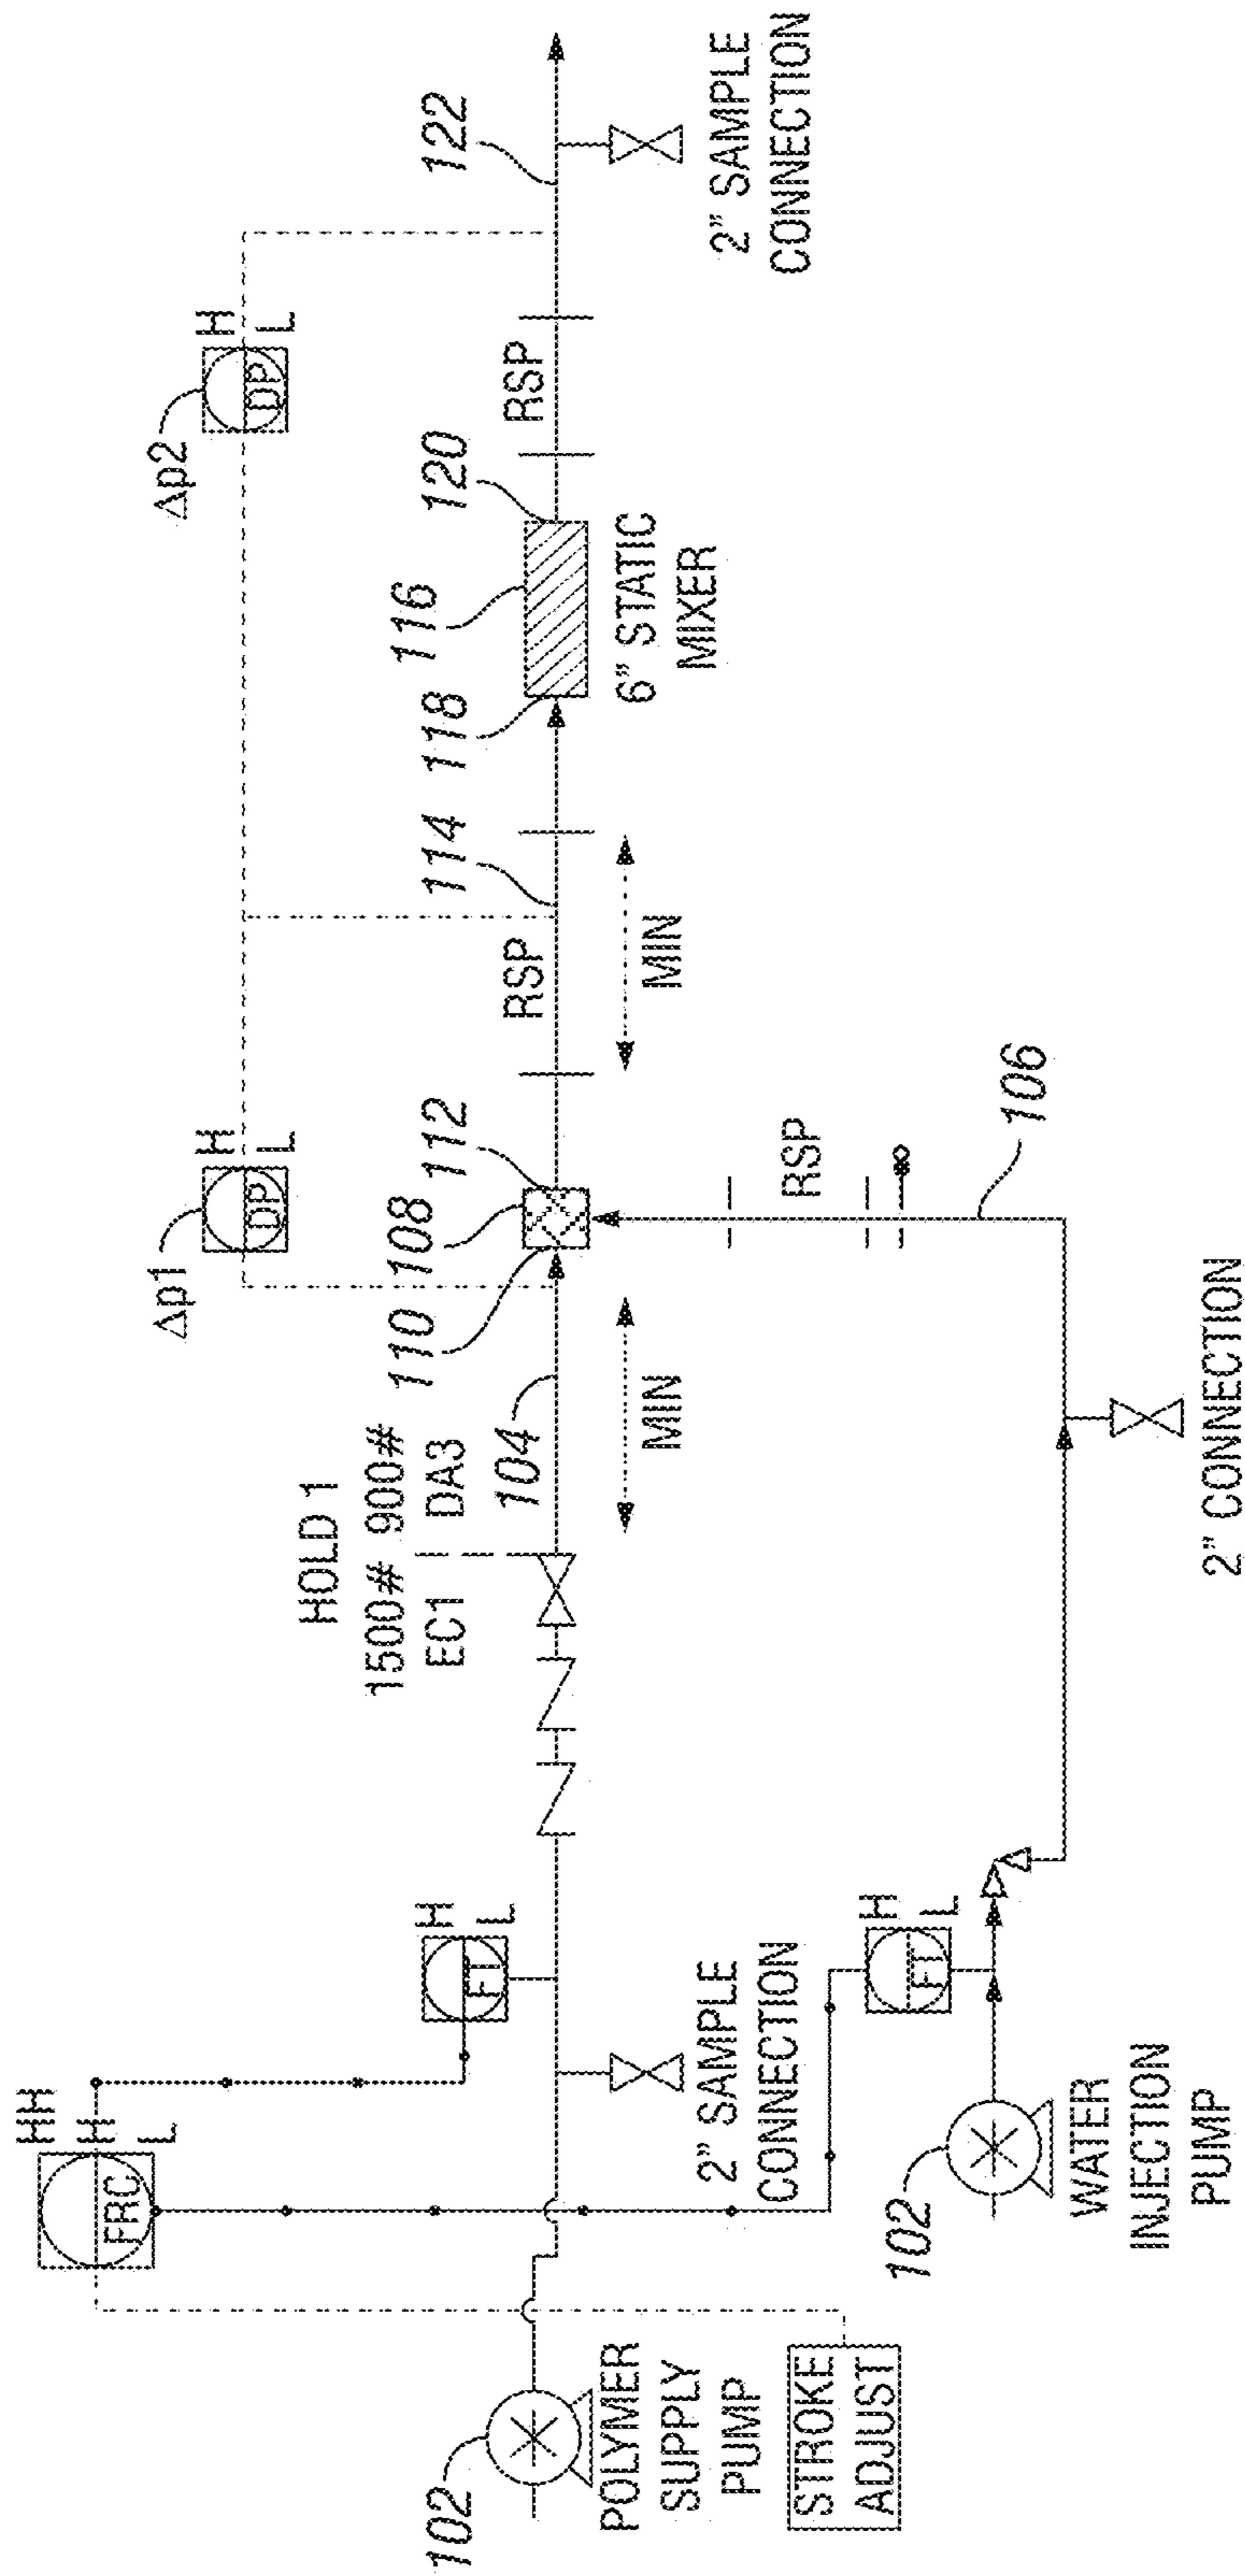 Δp1
DP
H
L
Δp2
DP
H
L
HH
H
L
FRC
FI
H
L
HOLD 1
1500# 900#
EC1 DA3
104
110
108
112
RSP
114
118
116
120
RSP
122
MIN
MIN
6" STATIC
MIXER
2" SAMPLE
CONNECTION
102
POLYMER
SUPPLY
PUMP
STROKE
ADJUST
2" SAMPLE
CONNECTION
FI
H
L
RSP
106
102
WATER
INJECTION
PUMP
2" CONNECTION